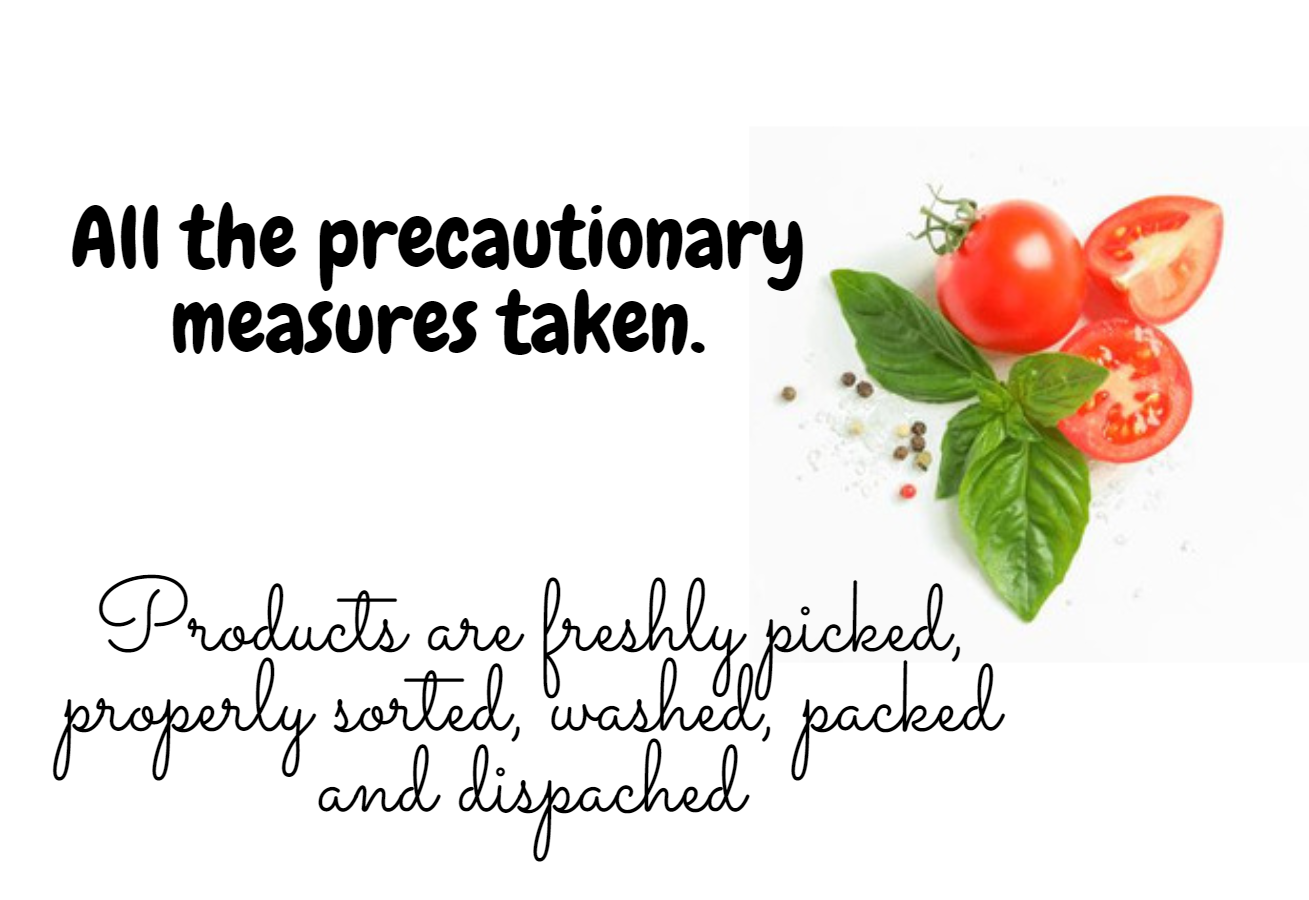 All the precautionary
measures taken.
Products are freshly picked,
properly sorted, washed, packed
and dispached